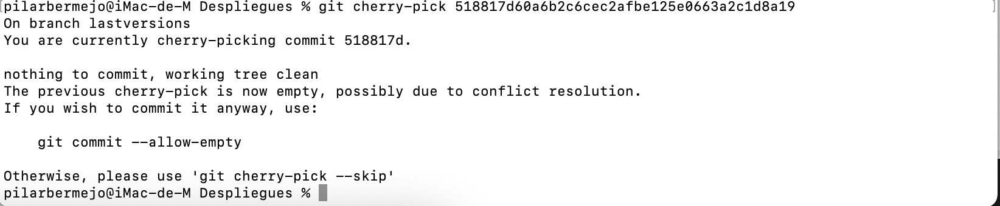 [pilarbermejo@iMac-de-M Despliegues % git cherry-pick 518817d60a6b2c6cec2afbe125e0663a2c1d8a19 ]
On branch lastversions
You are currently cherry-picking commit 518817d.
nothing to commit, working tree clean
The previous cherry-pick is now empty, possibly due to conflict resolution.
If you wish to commit it anyway, use:
git commit --allow-empty
Otherwise, please use 'git cherry-pick --skip'
pilarbermejo@iMac-de-M Despliegues %